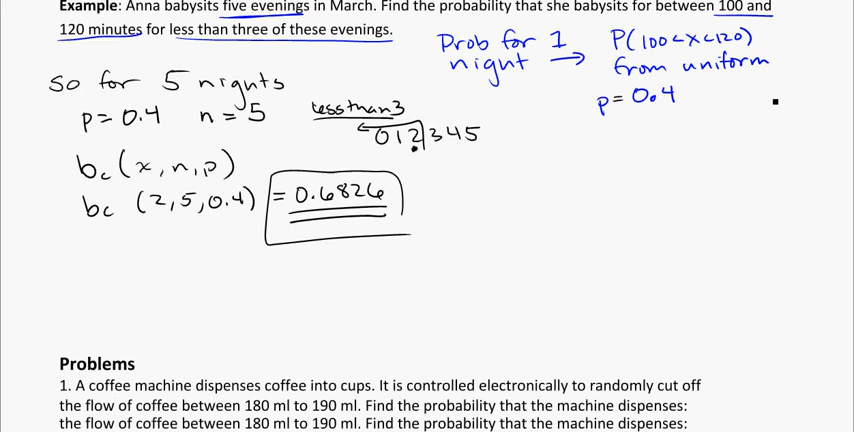 Example: Anna babysits five evenings in March. Find the probability that she babysits for between 100 and
120 minutes for less than three of these evenings.
Prob for 1
night →
P(100<x<120)
from uniform
p = 0.4
So for 5 nights
p = 0.4 n = 5
less than 3
0 1 2 | 3 4 5
bc (x, n, p)
bc (2, 5, 0.4) = 0.6826
Problems
1. A coffee machine dispenses coffee into cups. It is controlled electronically to randomly cut off
the flow of coffee between 180 ml to 190 ml. Find the probability that the machine dispenses:
the flow of coffee between 180 ml to 190 ml. Find the probability that the machine dispenses: